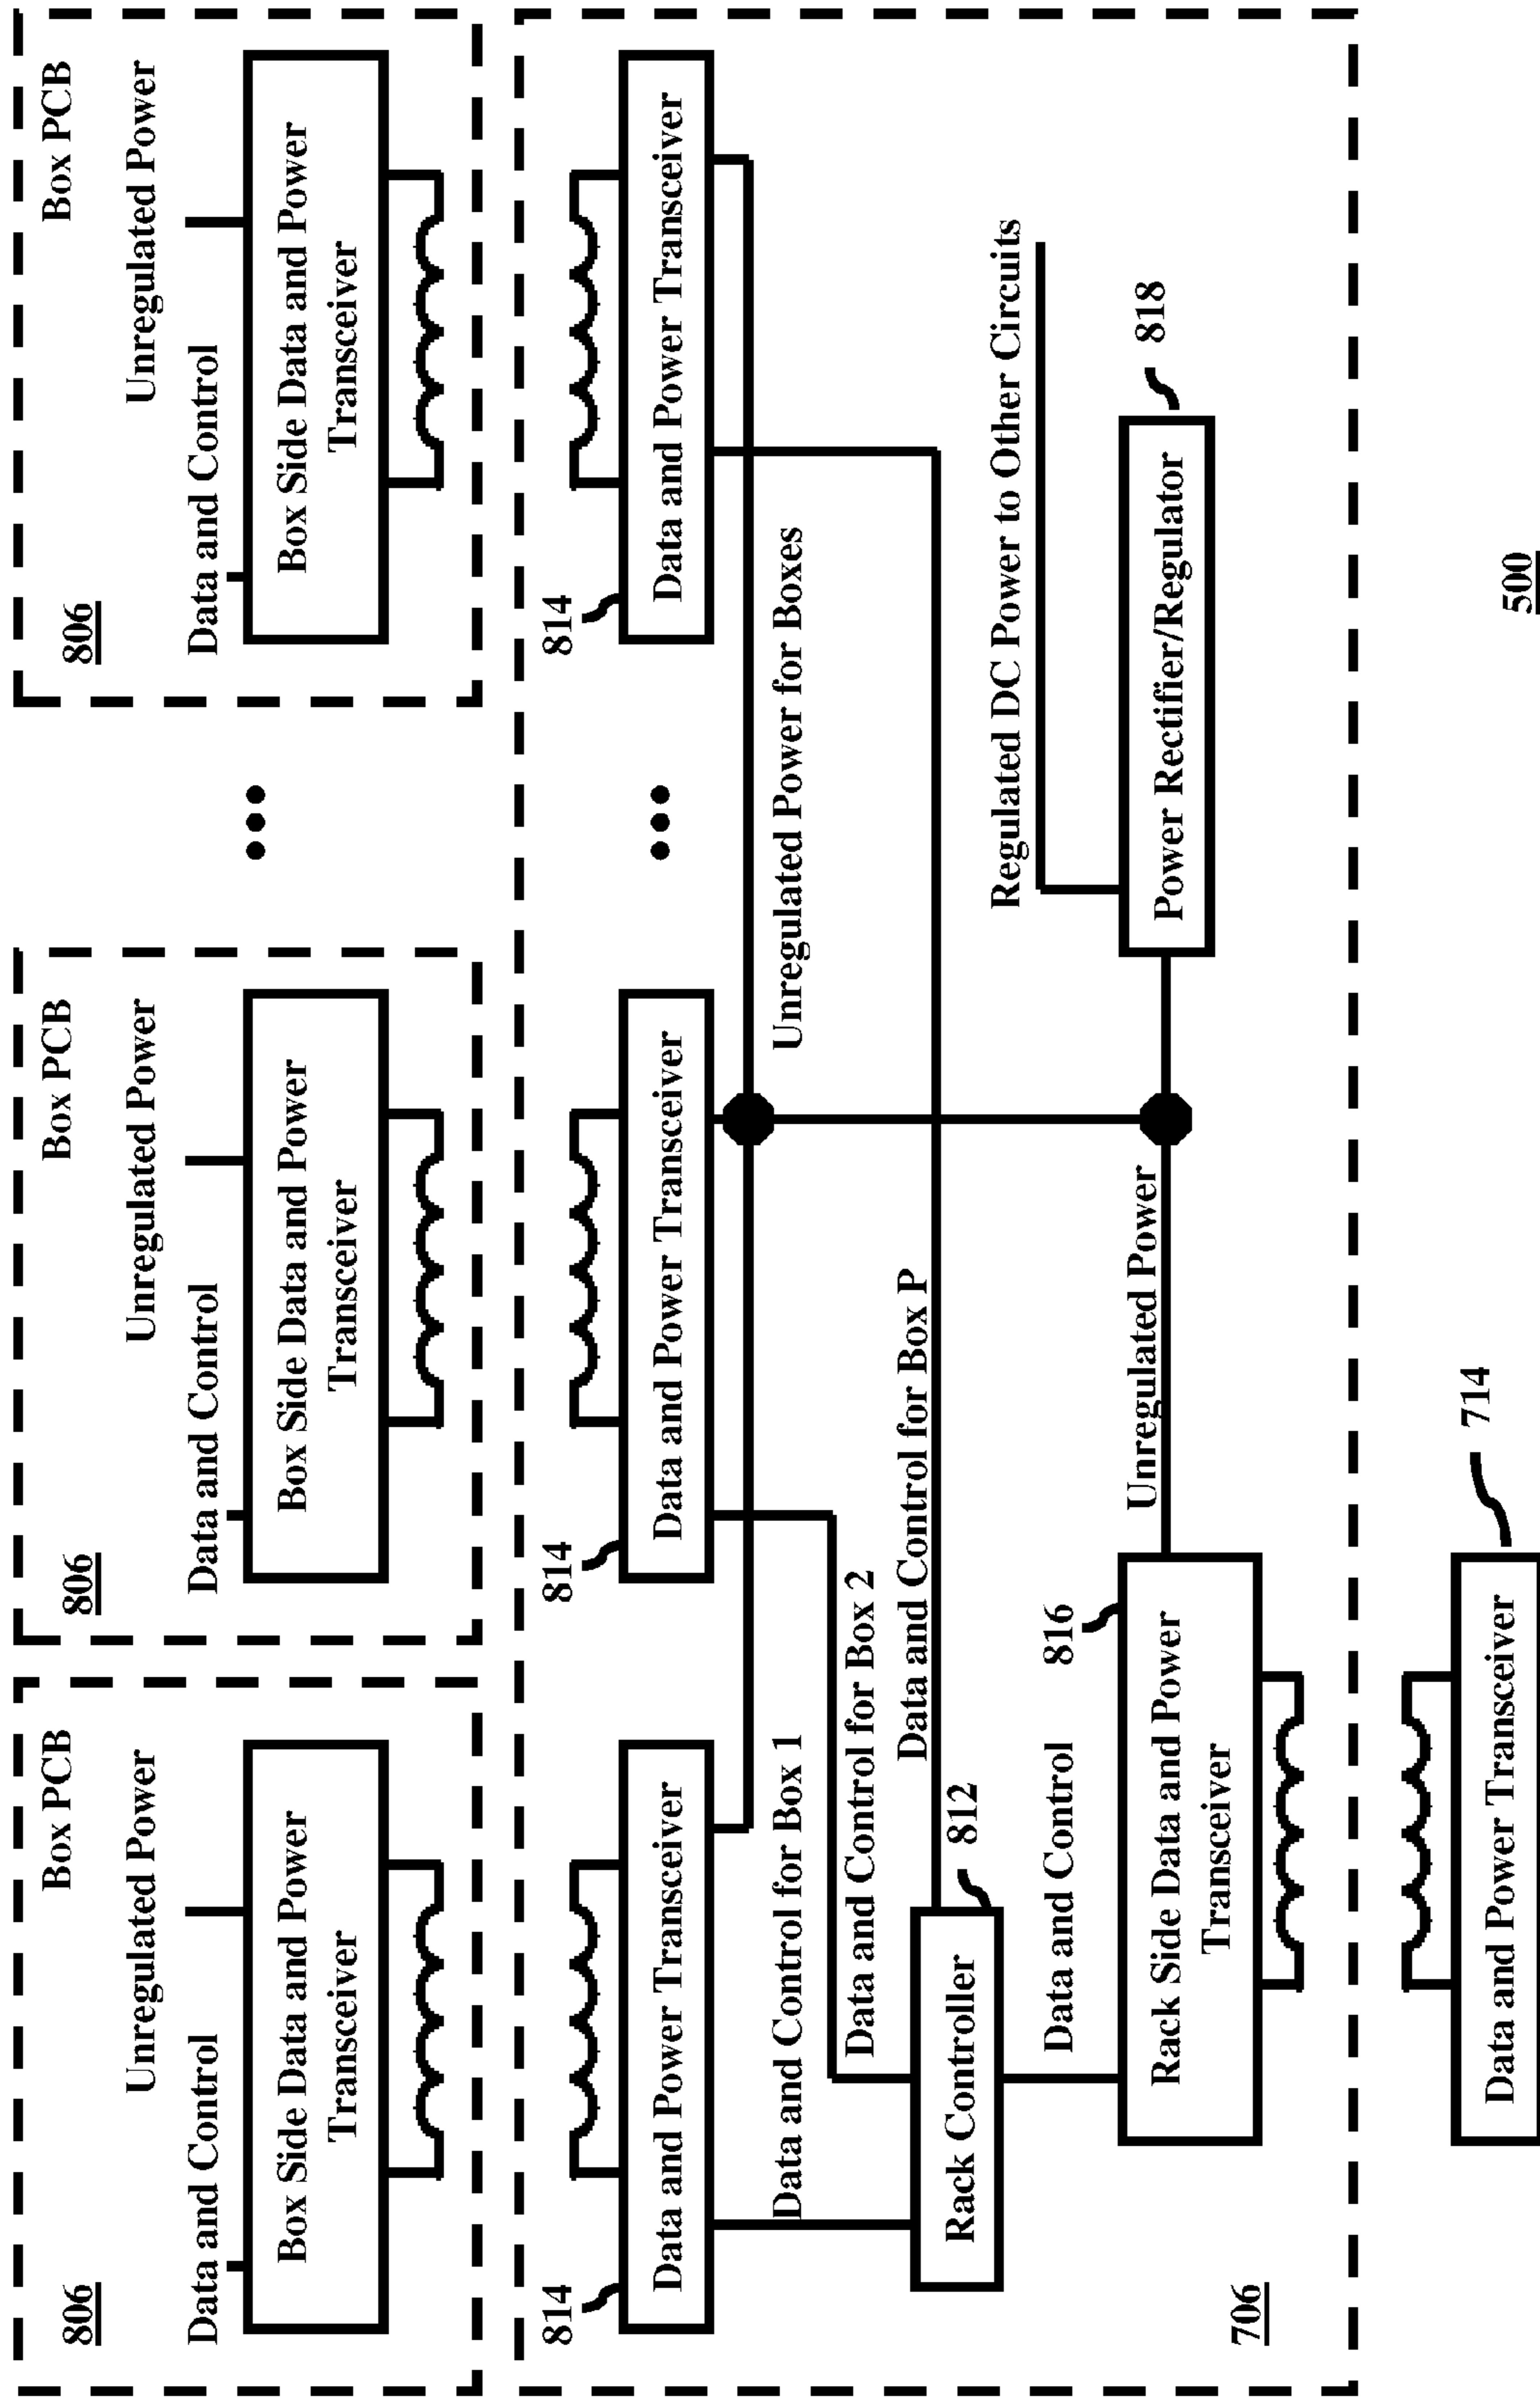 806
Box PCB
Unregulated Power
Data and Control
Box Side Data and Power
Transceiver
806
Box PCB
Unregulated Power
Data and Control
Box Side Data and Power
Transceiver
806
Box PCB
Unregulated Power
Data and Control
Box Side Data and Power
Transceiver
814
Data and Power Transceiver
814
Data and Power Transceiver
814
Data and Power Transceiver
Data and Control for Box 1
Unregulated Power for Boxes
Data and Control for Box 2
Data and Control for Box P
Rack Controller
812
Data and Control
816
Regulated DC Power to Other Circuits
Rack Side Data and Power
Transceiver
Unregulated Power
Power Rectifier/Regulator
818
706
Data and Power Transceiver
714
500